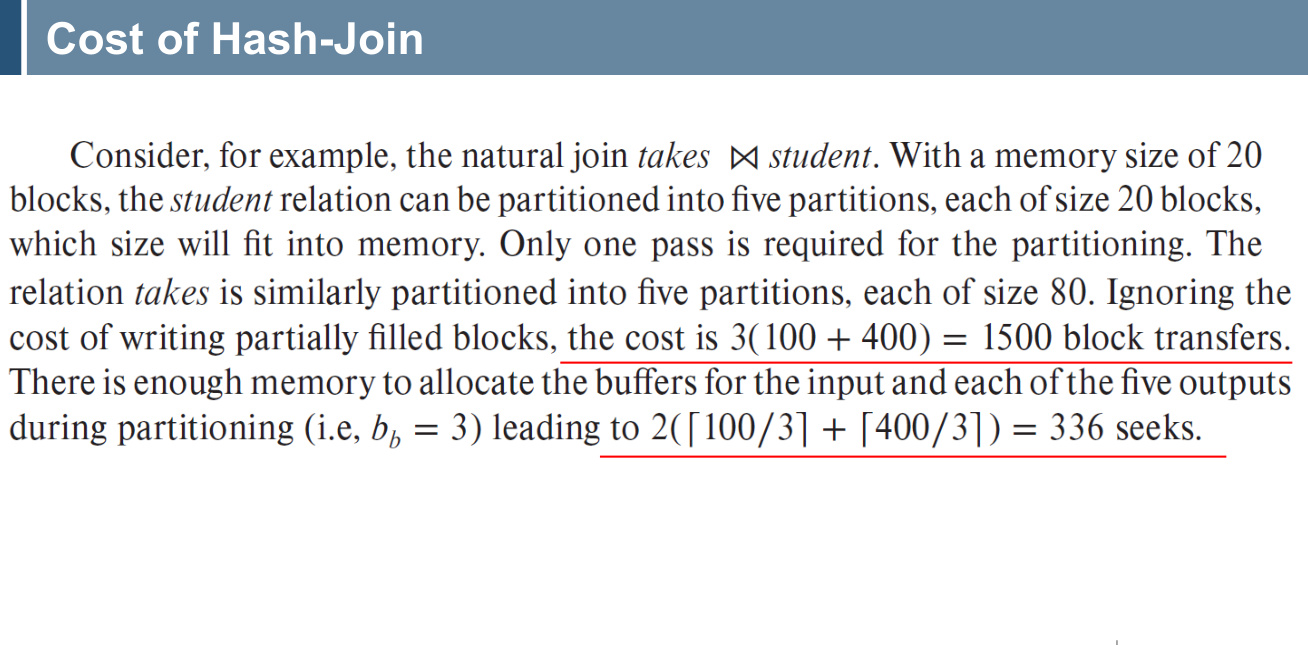 Cost of Hash-Join
Consider, for example, the natural join takes ⋈ student. With a memory size of 20
blocks, the student relation can be partitioned into five partitions, each of size 20 blocks,
which size will fit into memory. Only one pass is required for the partitioning. The
relation takes is similarly partitioned into five partitions, each of size 80. Ignoring the
cost of writing partially filled blocks, the cost is 3(100 + 400) = 1500 block transfers.
There is enough memory to allocate the buffers for the input and each of the five outputs
during partitioning (i.e, b_b = 3) leading to 2(⌈100/3⌉ + ⌈400/3⌉) = 336 seeks.